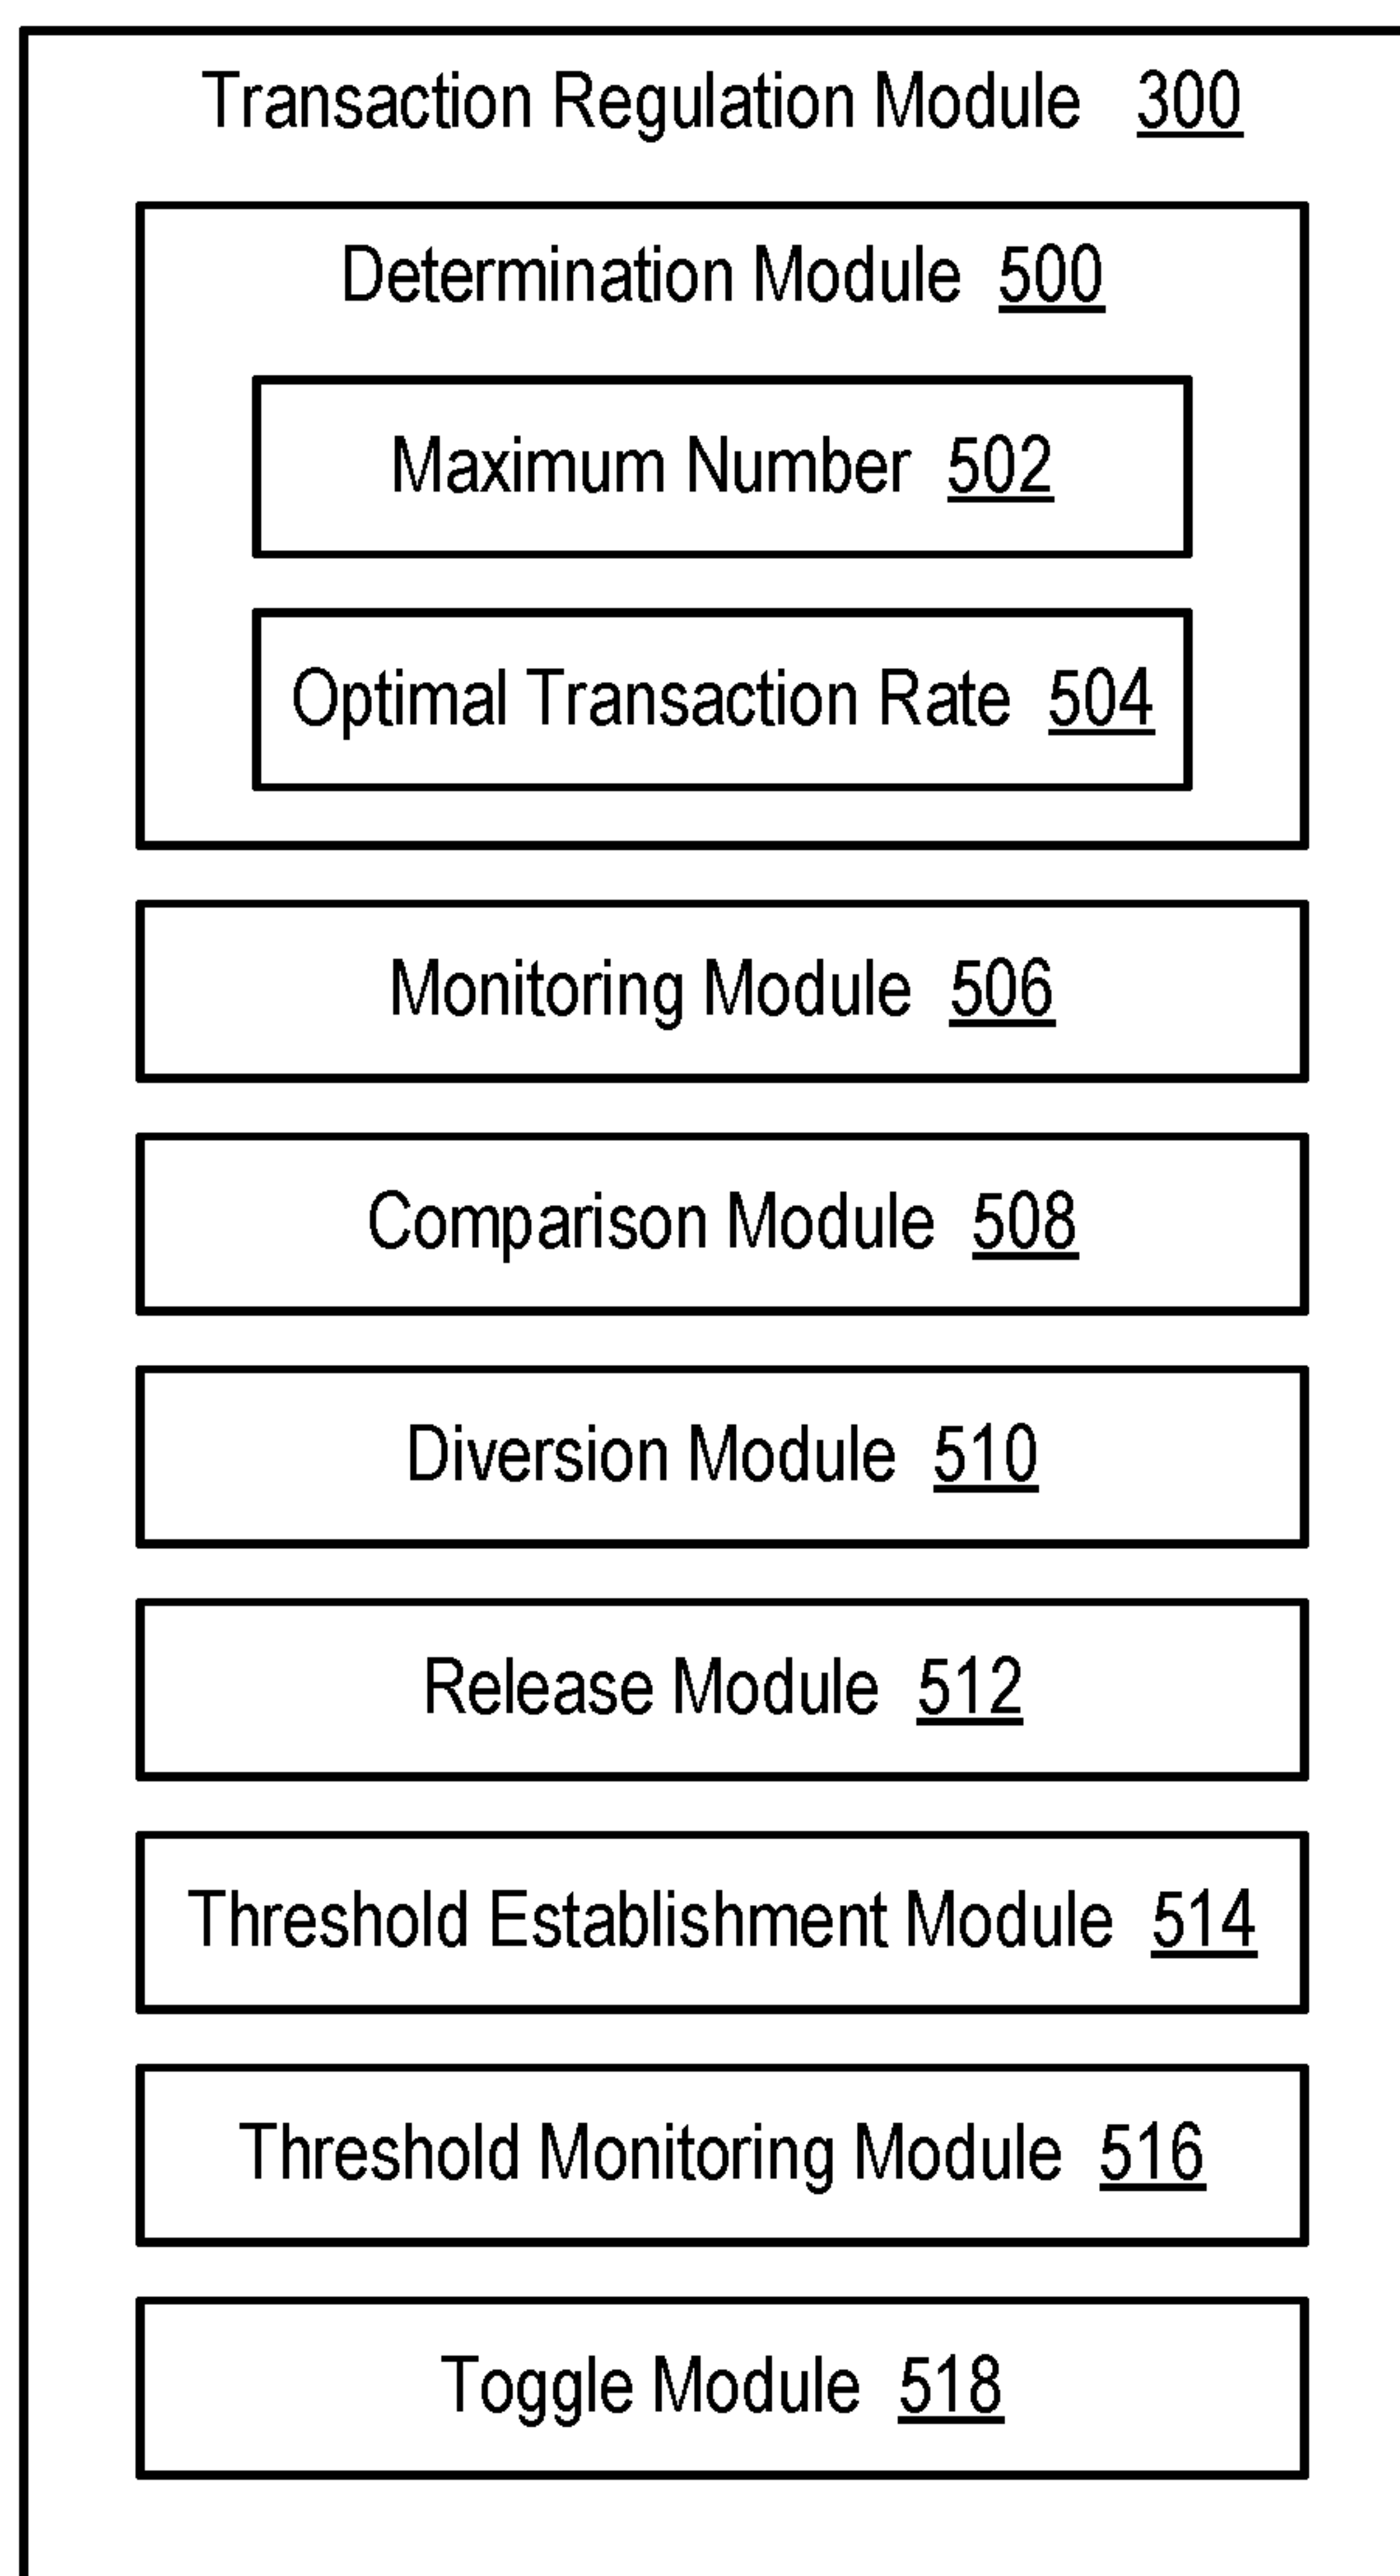 Transaction Regulation Module 300
Determination Module 500
Maximum Number 502
Optimal Transaction Rate 504
Monitoring Module 506
Comparison Module 508
Diversion Module 510
Release Module 512
Threshold Establishment Module 514
Threshold Monitoring Module 516
Toggle Module 518